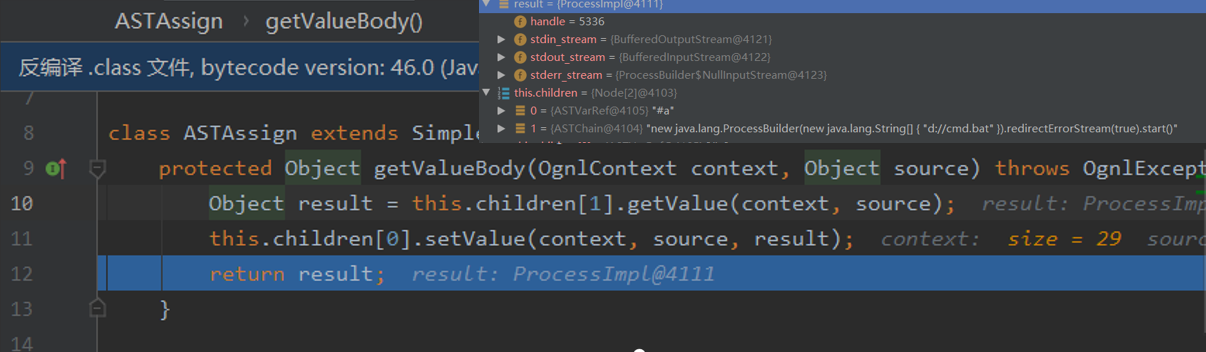 ASTAssign › getValueBody()
result = {ProcessImpl@4111}
handle = 5336
stdin_stream = {BufferedOutputStream@4121}
stdout_stream = {BufferedInputStream@4122}
stderr_stream = {ProcessBuilder$NullInputStream@4123}
this.children = {Node[2]@4103}
0 = {ASTVarRef@4105} "#a"
1 = {ASTChain@4104} "new java.lang.ProcessBuilder(new java.lang.String[] { "d://cmd.bat" }).redirectErrorStream(true).start()"
反编译 .class 文件, bytecode version: 46.0 (Jav
7
8 class ASTAssign extends Simple
9 protected Object getValueBody(OgnlContext context, Object source) throws OgnlExcept
10 Object result = this.children[1].getValue(context, source); result: ProcessImp
11 this.children[0].setValue(context, source, result); context: size = 29 sourc
12 return result; result: ProcessImpl@4111
13 }
14